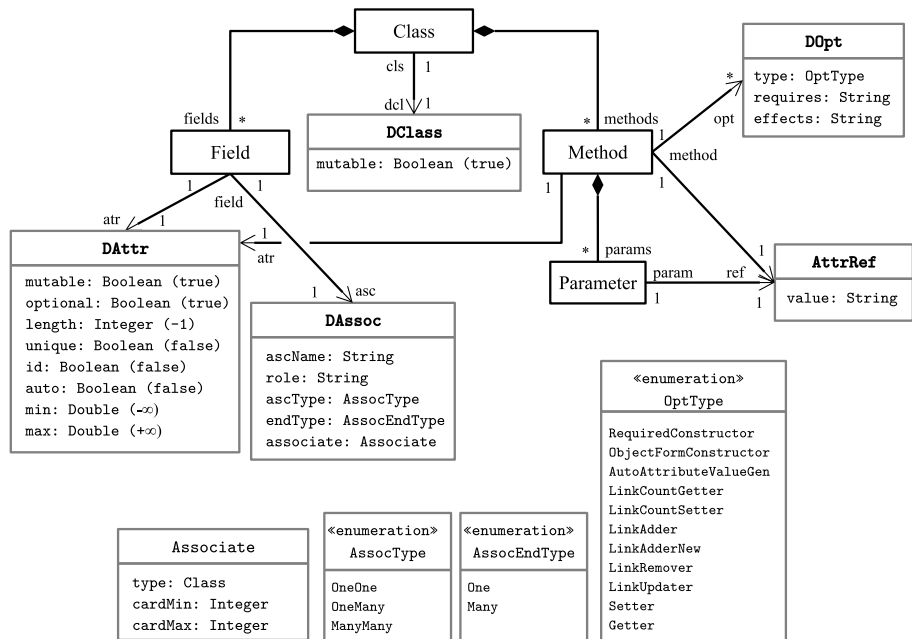 Class
cls 1
dcl 1
fields *
* methods
DOpt
type: OptType
requires: String
effects: String
*
opt
1
method
1
DClass
mutable: Boolean (true)
Field
Method
1 1
field
1
atr 1
1
atr
DAttr
mutable: Boolean (true)
optional: Boolean (true)
length: Integer (-1)
unique: Boolean (false)
id: Boolean (false)
auto: Boolean (false)
min: Double (-∞)
max: Double (+∞)
1 asc
DAssoc
ascName: String
role: String
ascType: AssocType
endType: AssocEndType
associate: Associate
* params
Parameter
param ref
1 1
1
AttrRef
value: String
«enumeration»
OptType
RequiredConstructor
ObjectFormConstructor
AutoAttributeValueGen
LinkCountGetter
LinkCountSetter
LinkAdder
LinkAdderNew
LinkRemover
LinkUpdater
Setter
Getter
Associate
type: Class
cardMin: Integer
cardMax: Integer
«enumeration»
AssocType
OneOne
OneMany
ManyMany
«enumeration»
AssocEndType
One
Many